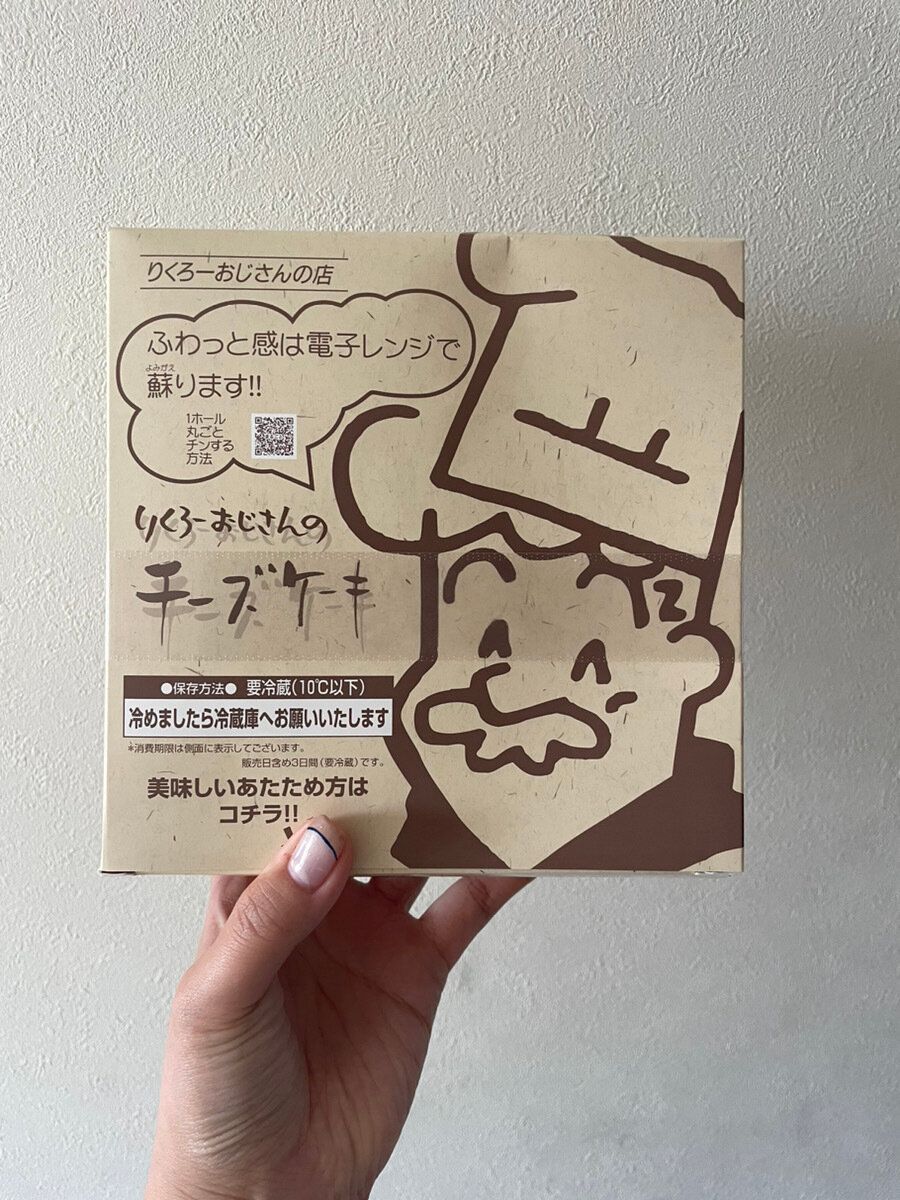 りくろーおじさんの店
ふわっと感は電子レンジで
よみがえ
蘇ります!!
1ホール
丸ごと
チンする
方法
りくろーおじさんの
チーズケーキ
●保存方法● 要冷蔵(10℃以下)
冷めましたら冷蔵庫へお願いいたします
*消費期限は側面に表示してございます。
販売日含め3日間(要冷蔵)です。
美味しいあたため方は
コチラ!!